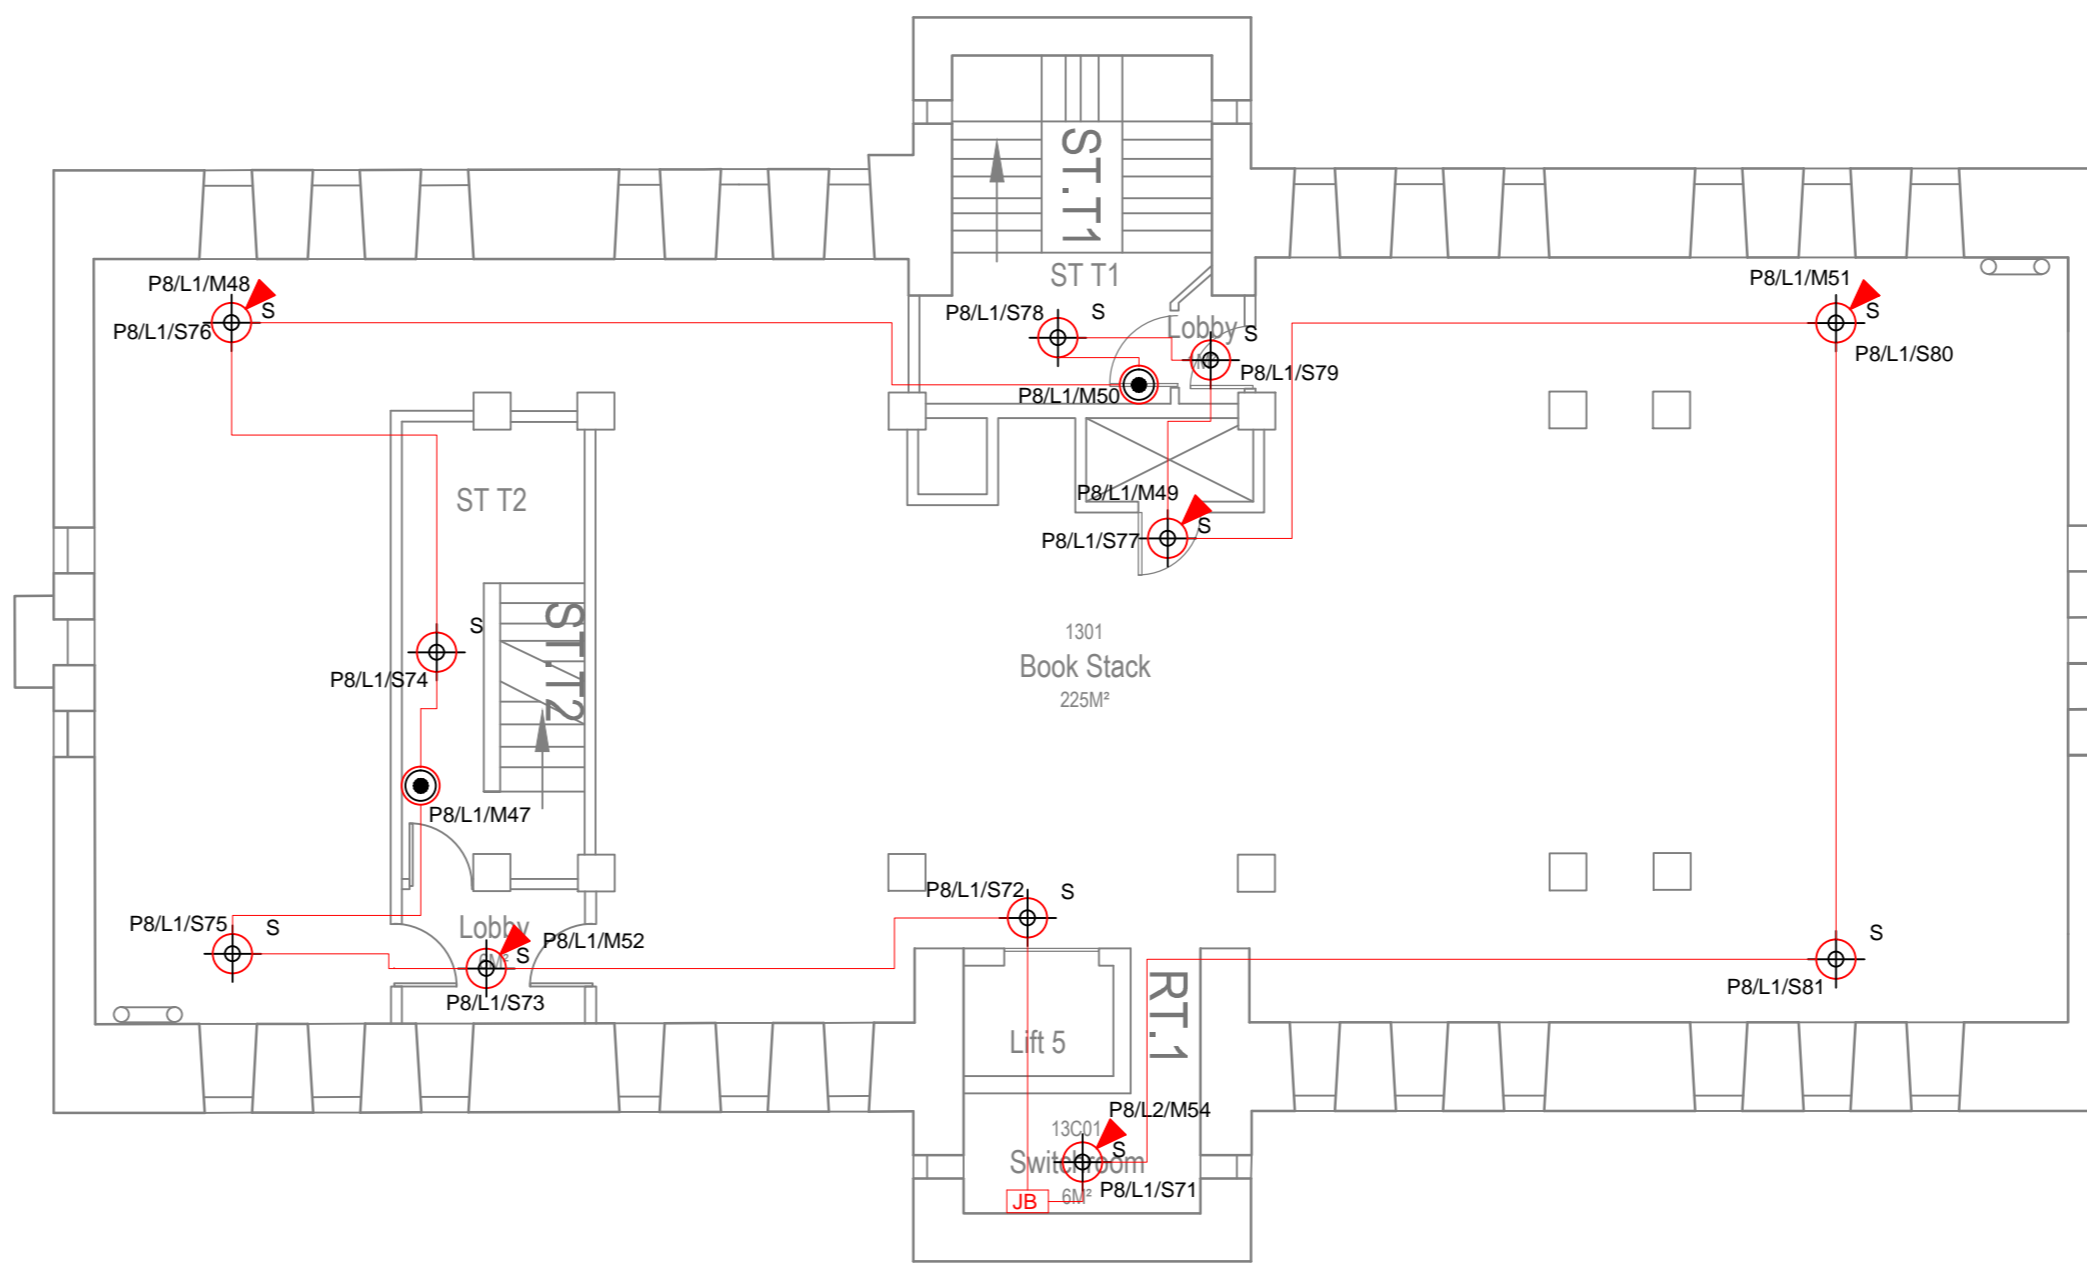 ST.T1
ST T1
P8/L1/M48
S
P8/L1/S76
P8/L1/S78
S
Lobby
S
P8/L1/S79
P8/L1/M50
P8/L1/M51
S
P8/L1/S80
ST T2
P8/L1/M49
S
P8/L1/S77
S
P8/L1/S74
ST.T2
1301
Book Stack
225M²
P8/L1/M47
P8/L1/S75
S
Lobby
6M²
P8/L1/M52
S
P8/L1/S73
P8/L1/S72
S
S
P8/L1/S81
RT.1
Lift 5
P8/L2/M54
13C01
S
Switchroom
6M²
P8/L1/S71
JB